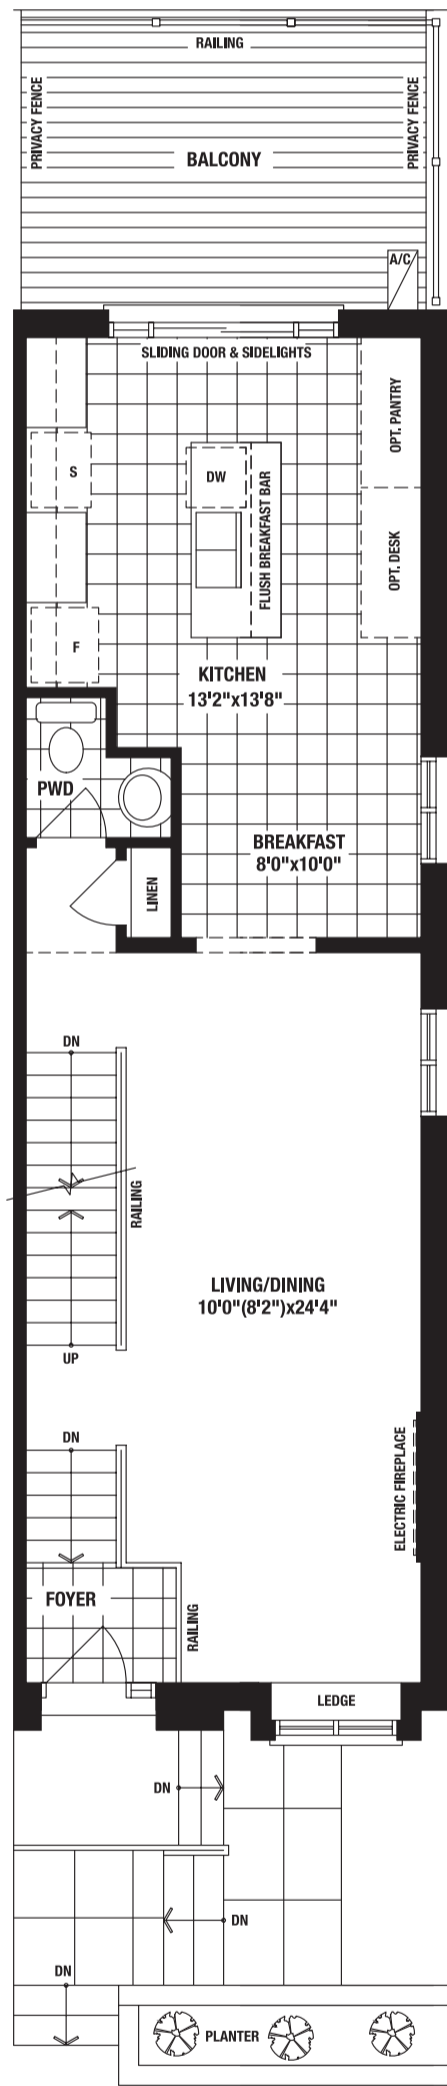 RAILING
PRIVACY FENCE
PRIVACY FENCE
BALCONY
A/C
SLIDING DOOR & SIDELIGHTS
OPT. PANTRY
S
DW
FLUSH BREAKFAST BAR
OPT. DESK
F
KITCHEN
13'2"x13'8"
PWD
BREAKFAST
8'0"x10'0"
LINEN
DN
RAILING
LIVING/DINING
10'0"(8'2")x24'4"
UP
DN
ELECTRIC FIREPLACE
FOYER
RAILING
LEDGE
DN
DN
DN
PLANTER